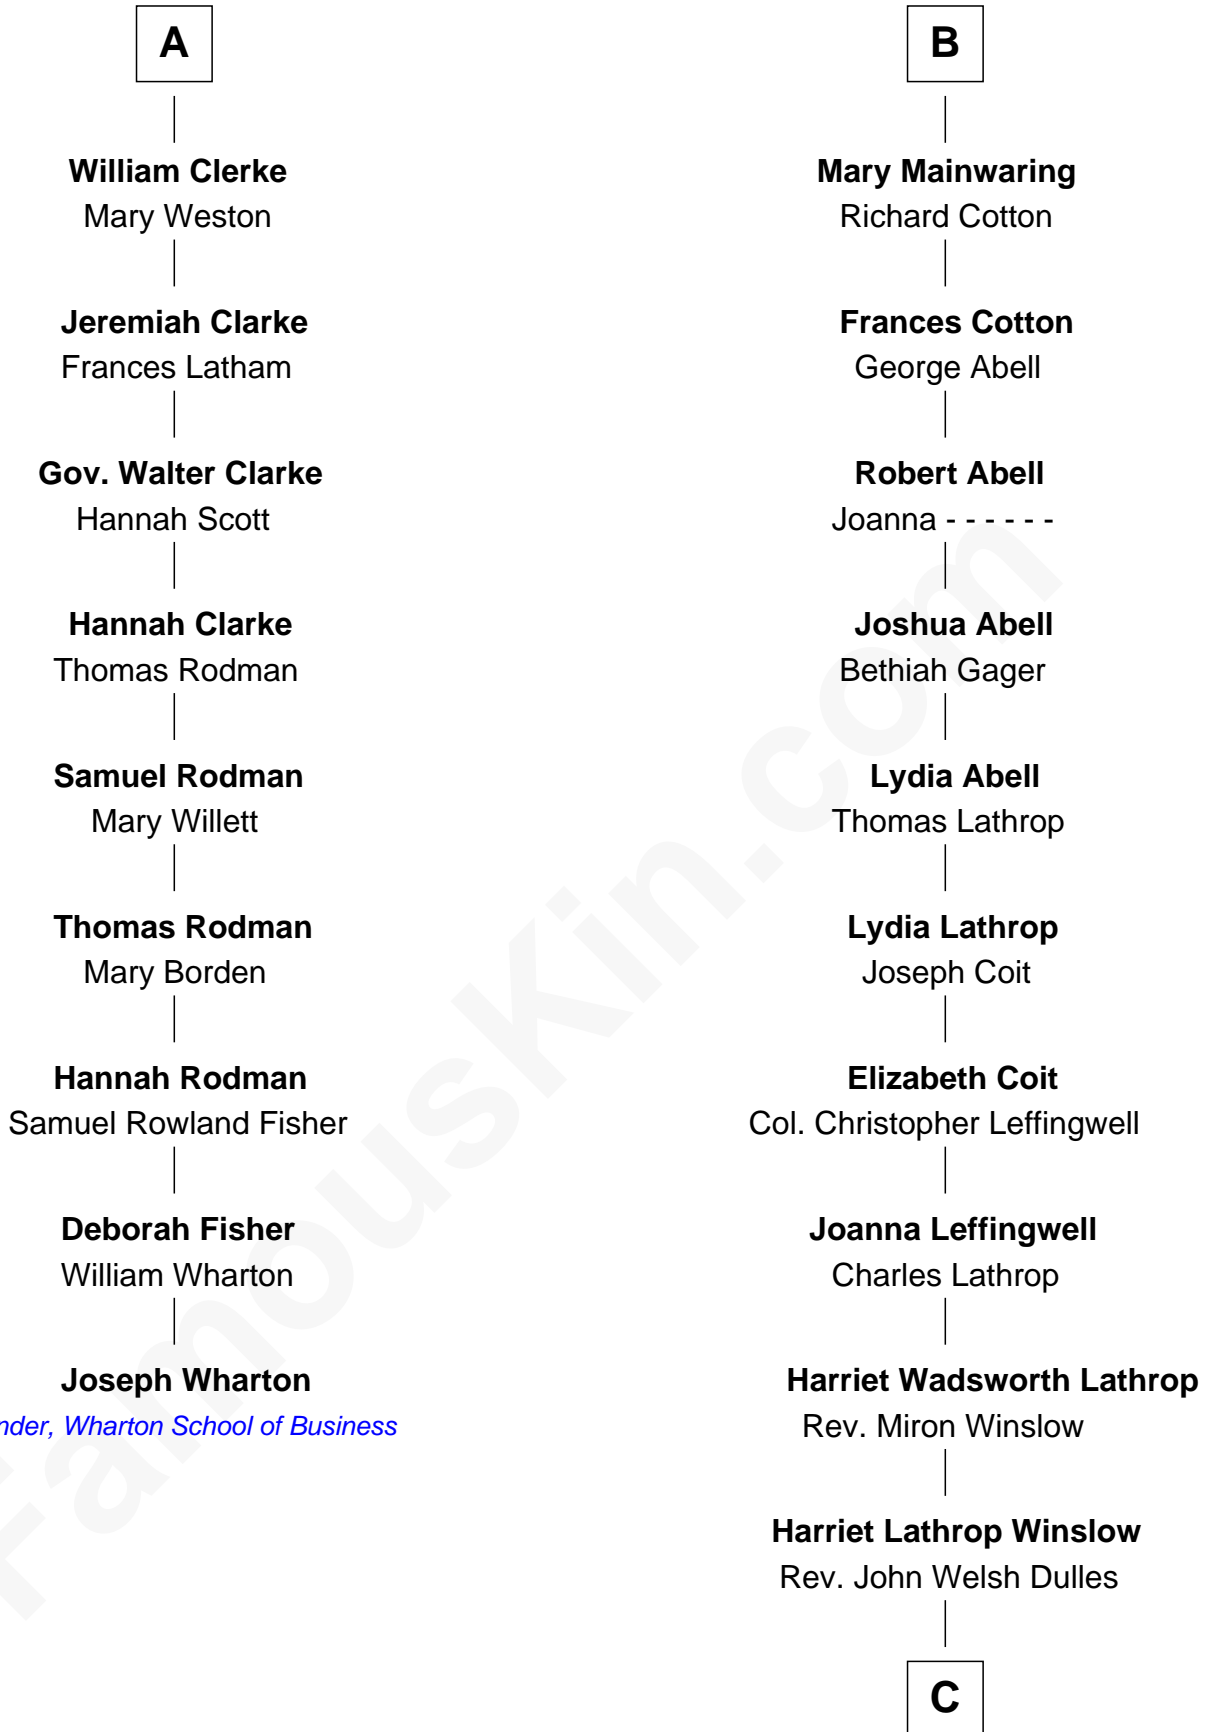 A
William Clerke
Mary Weston
Jeremiah Clarke
Frances Latham
Gov. Walter Clarke
Hannah Scott
Hannah Clarke
Thomas Rodman
Samuel Rodman
Mary Willett
Thomas Rodman
Mary Borden
Hannah Rodman
Samuel Rowland Fisher
Deborah Fisher
William Wharton
Joseph Wharton
nder, Wharton School of Business
B
Mary Mainwaring
Richard Cotton
Frances Cotton
George Abell
Robert Abell
Joanna - - - - - -
Joshua Abell
Bethiah Gager
Lydia Abell
Thomas Lathrop
Lydia Lathrop
Joseph Coit
Elizabeth Coit
Col. Christopher Leffingwell
Joanna Leffingwell
Charles Lathrop
Harriet Wadsworth Lathrop
Rev. Miron Winslow
Harriet Lathrop Winslow
Rev. John Welsh Dulles
C
FamousKin.com